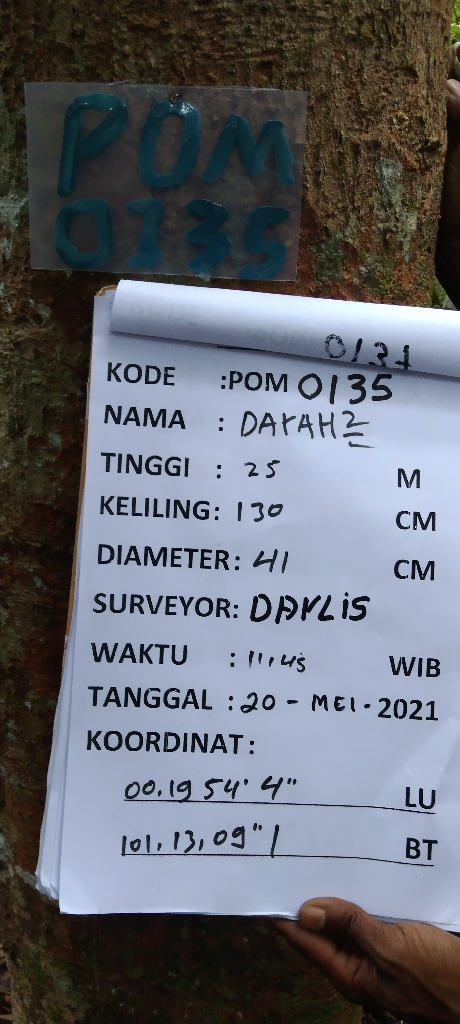 POM
0135
0131
KODE :POM 0135
NAMA : DARAH2
TINGGI : 25 M
KELILING: 130 CM
DIAMETER: 41 CM
SURVEYOR: DARLIS
WAKTU : 11,45 WIB
TANGGAL : 20 - MEI - 2021
KOORDINAT:
00.19 54' 4" LU
101,13,09" 1 BT